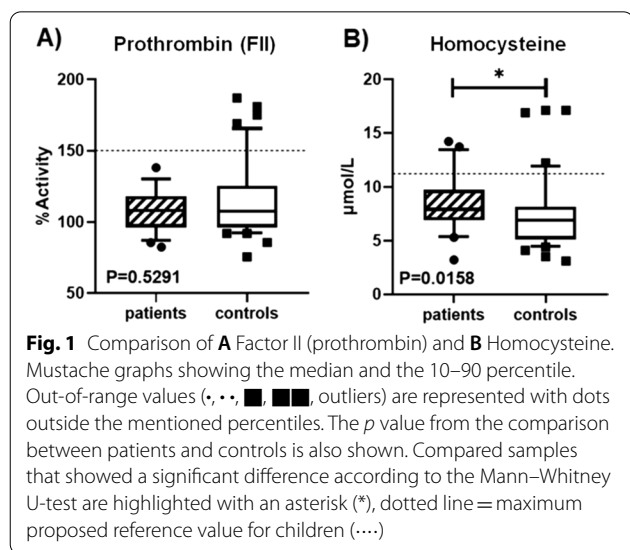 A) Prothrombin (FII)
200
150
100
50
%Activity
P=0.5291
patients controls
B) Homocysteine
*
20
15
10
5
0
µmol/L
P=0.0158
patients controls
Fig. 1 Comparison of A Factor II (prothrombin) and B Homocysteine.
Mustache graphs showing the median and the 10–90 percentile.
Out-of-range values (•, • •, ■, ■■, outliers) are represented with dots
outside the mentioned percentiles. The p value from the comparison
between patients and controls is also shown. Compared samples
that showed a significant difference according to the Mann–Whitney
U-test are highlighted with an asterisk (*), dotted line = maximum
proposed reference value for children (····)